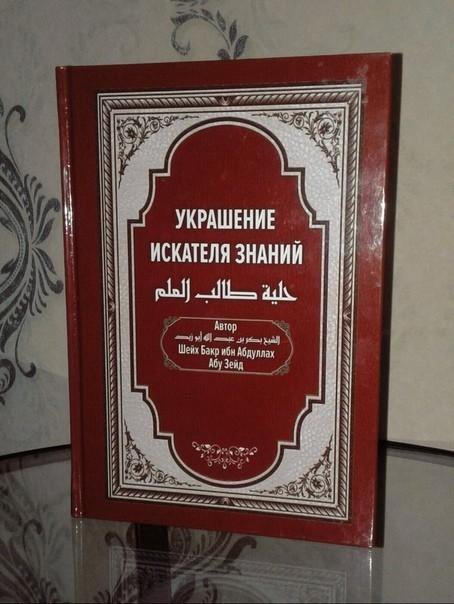 УКРАШЕНИЕ
ИСКАТЕЛЯ ЗНАНИЙ
حلية طالب العلم
Автор
الشيخ بكر بن عبد الله أبو زيد
Шейх Бакр ибн Абдуллах
Абу Зейд